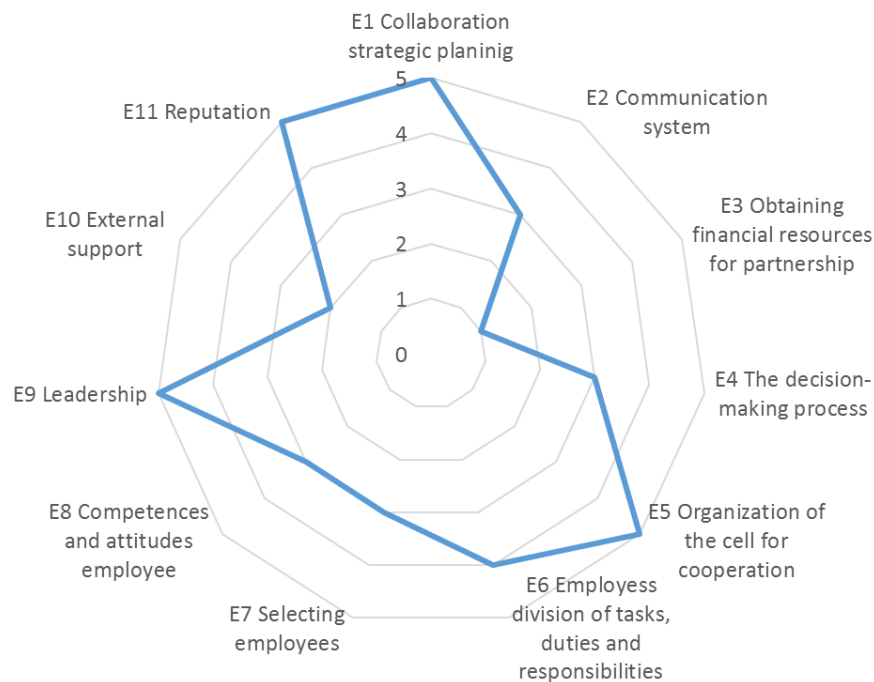 E1 Collaboration
strategic planinig
E2 Communication
system
E3 Obtaining
financial resources
for partnership
E4 The decision-
making process
E5 Organization of
the cell for
cooperation
E6 Employess
division of tasks,
duties and
responsibilities
E7 Selecting
employees
E8 Competences
and attitudes
employee
E9 Leadership
E10 External
support
E11 Reputation
5
4
3
2
1
0